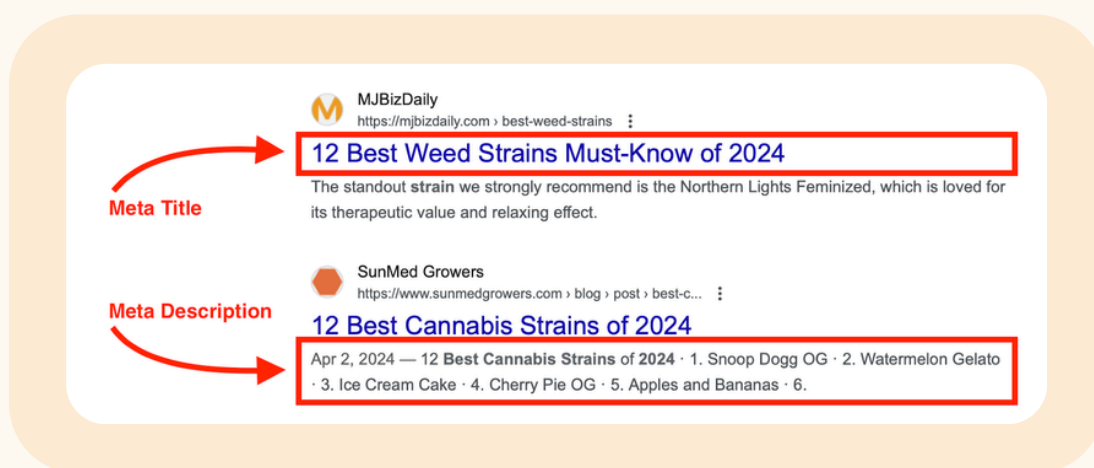 MJBizDaily
https://mjbizdaily.com › best-weed-strains
12 Best Weed Strains Must-Know of 2024
Meta Title
The standout strain we strongly recommend is the Northern Lights Feminized, which is loved for
its therapeutic value and relaxing effect.
SunMed Growers
https://www.sunmedgrowers.com › blog › post › best-c...
Meta Description
12 Best Cannabis Strains of 2024
Apr 2, 2024 — 12 Best Cannabis Strains of 2024 · 1. Snoop Dogg OG · 2. Watermelon Gelato
· 3. Ice Cream Cake · 4. Cherry Pie OG · 5. Apples and Bananas · 6.